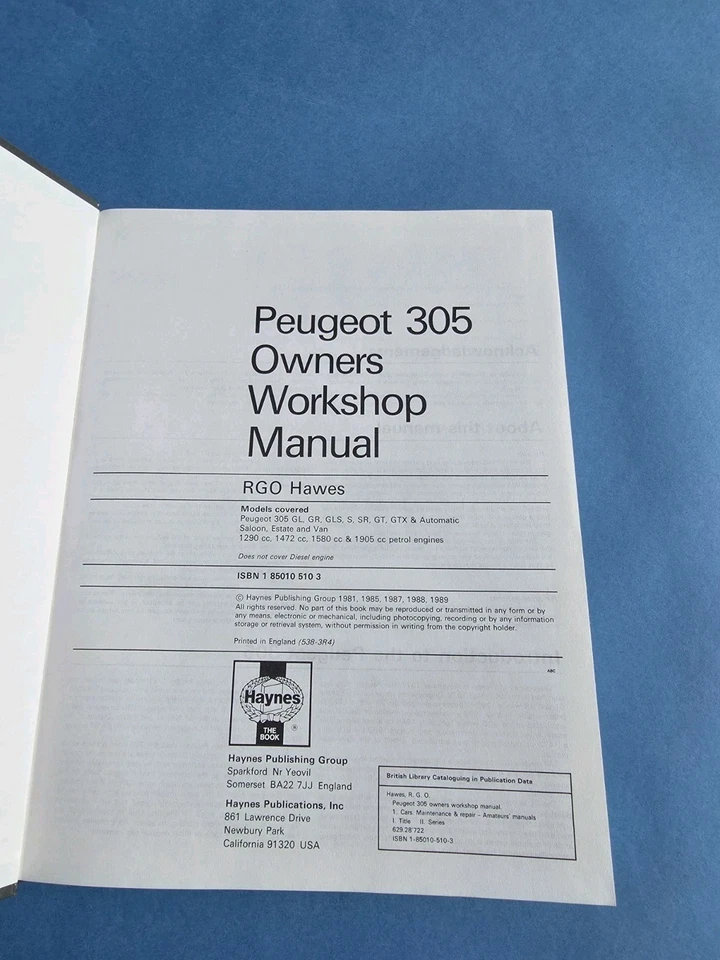 Peugeot 305
Owners
Workshop
Manual
RGO Hawes
Models covered
Peugeot 305 GL, GR, GLS, S, SR, GT, GTX & Automatic
Saloon, Estate and Van
1290 cc, 1472 cc, 1580 cc & 1905 cc petrol engines
Does not cover Diesel engine
ISBN 1 85010 510 3
© Haynes Publishing Group 1981, 1985, 1987, 1988, 1989
All rights reserved. No part of this book may be reproduced or transmitted in any form or by
any means, electronic or mechanical, including photocopying, recording or by any information
storage or retrieval system, without permission in writing from the copyright holder.
Printed in England (538-3R4)
ABC
Haynes
®
THE
BOOK
Haynes Publishing Group
Sparkford Nr Yeovil
Somerset BA22 7JJ England
Haynes Publications, Inc
861 Lawrence Drive
Newbury Park
California 91320 USA
British Library Cataloguing in Publication Data
Hawes, R. G. O.
Peugeot 305 owners workshop manual.
1. Cars. Maintenance & repair – Amateurs' manuals
I. Title II. Series
629.28'722
ISBN 1-85010-510-3